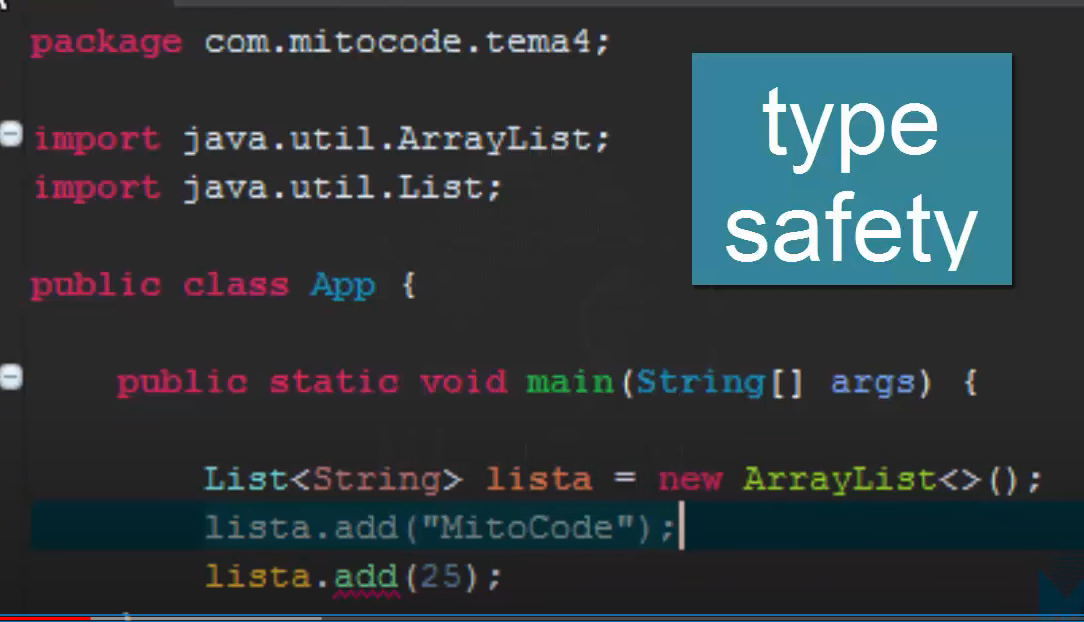 package com.mitocode.tema4;
import java.util.ArrayList;
import java.util.List;
type
safety
public class App {
public static void main(String[] args) {
List<String> lista = new ArrayList<>();
lista.add("MitoCode");
lista.add(25);